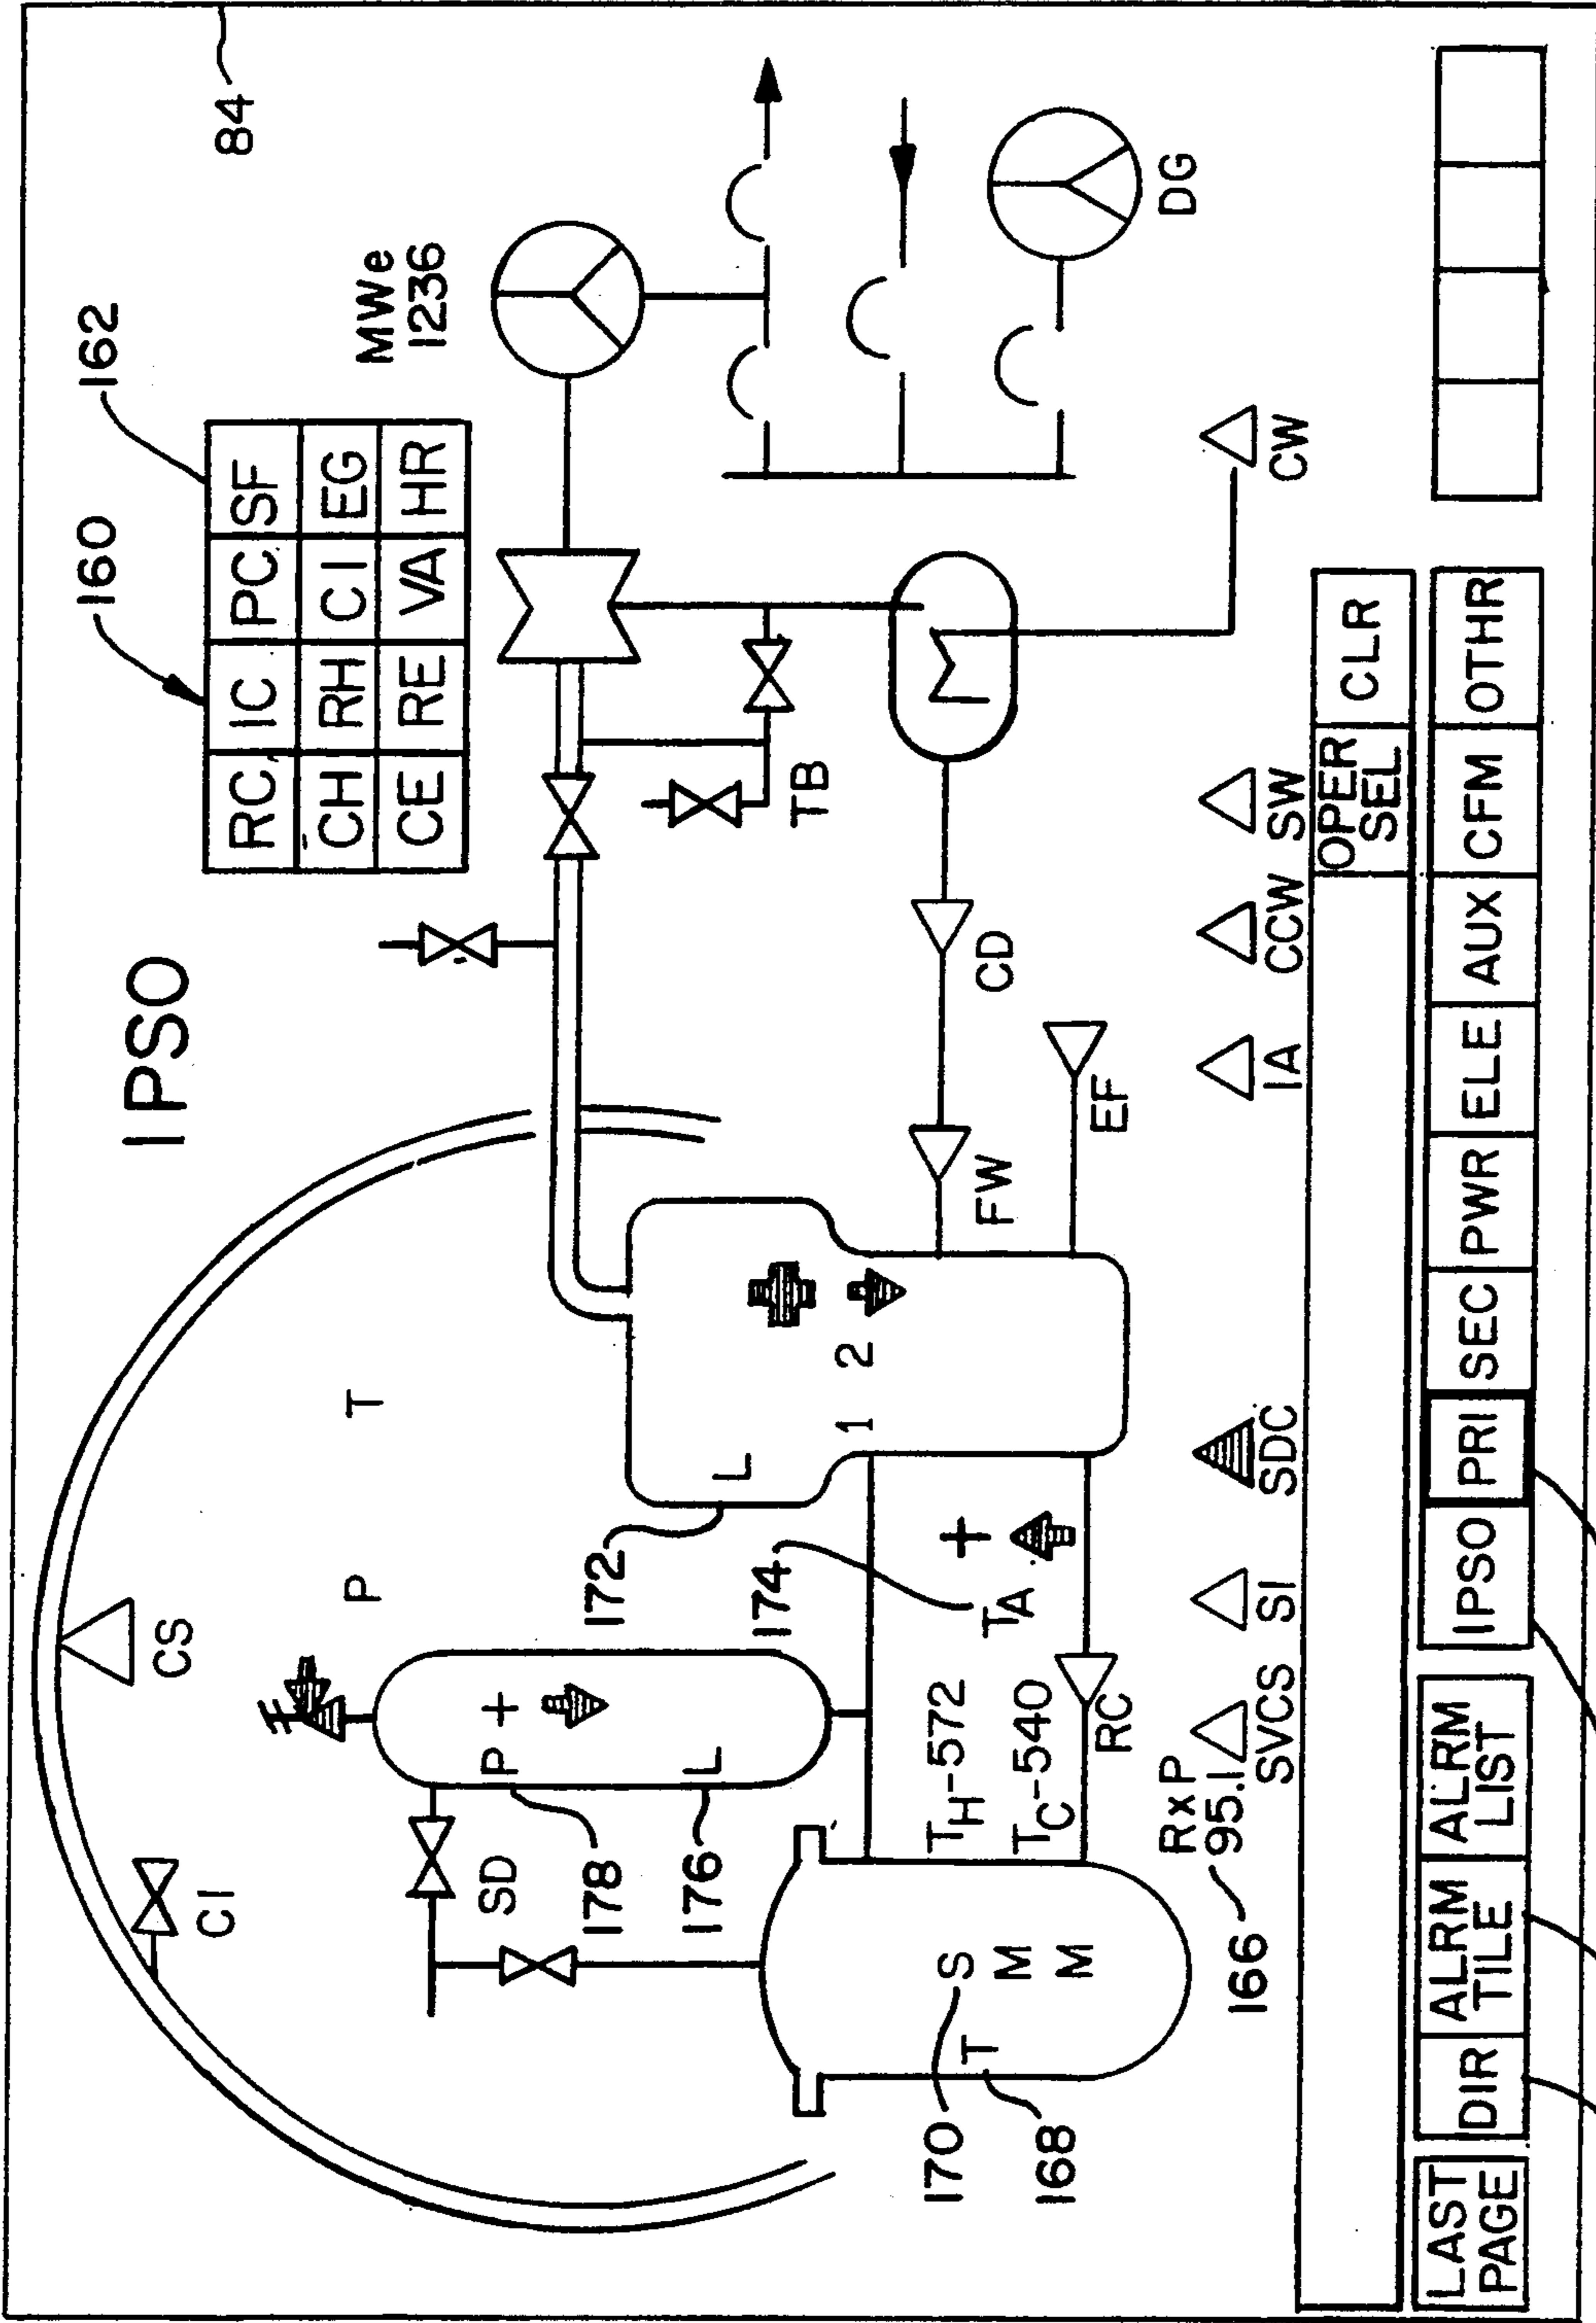 IPSO
84
160
162
RC IC PC SF
CH RH CI EG
CE RE VA HR
MWe
1236
CI
CS
P T
SD
P +
L
178
176
172
L
1 2
174
TA +
TH-572
TC-540
RC
170
168
S
M
M
T
RxP
95.1
166
FW
EF
CD
TB
DG
CW
SVCS SI SDC IA CCW SW
OPER
SEL
CLR
LAST
PAGE
DIR
ALRM
TILE
ALRM
LIST
IPSO PRI SEC PWR ELE AUX CFM OTHR